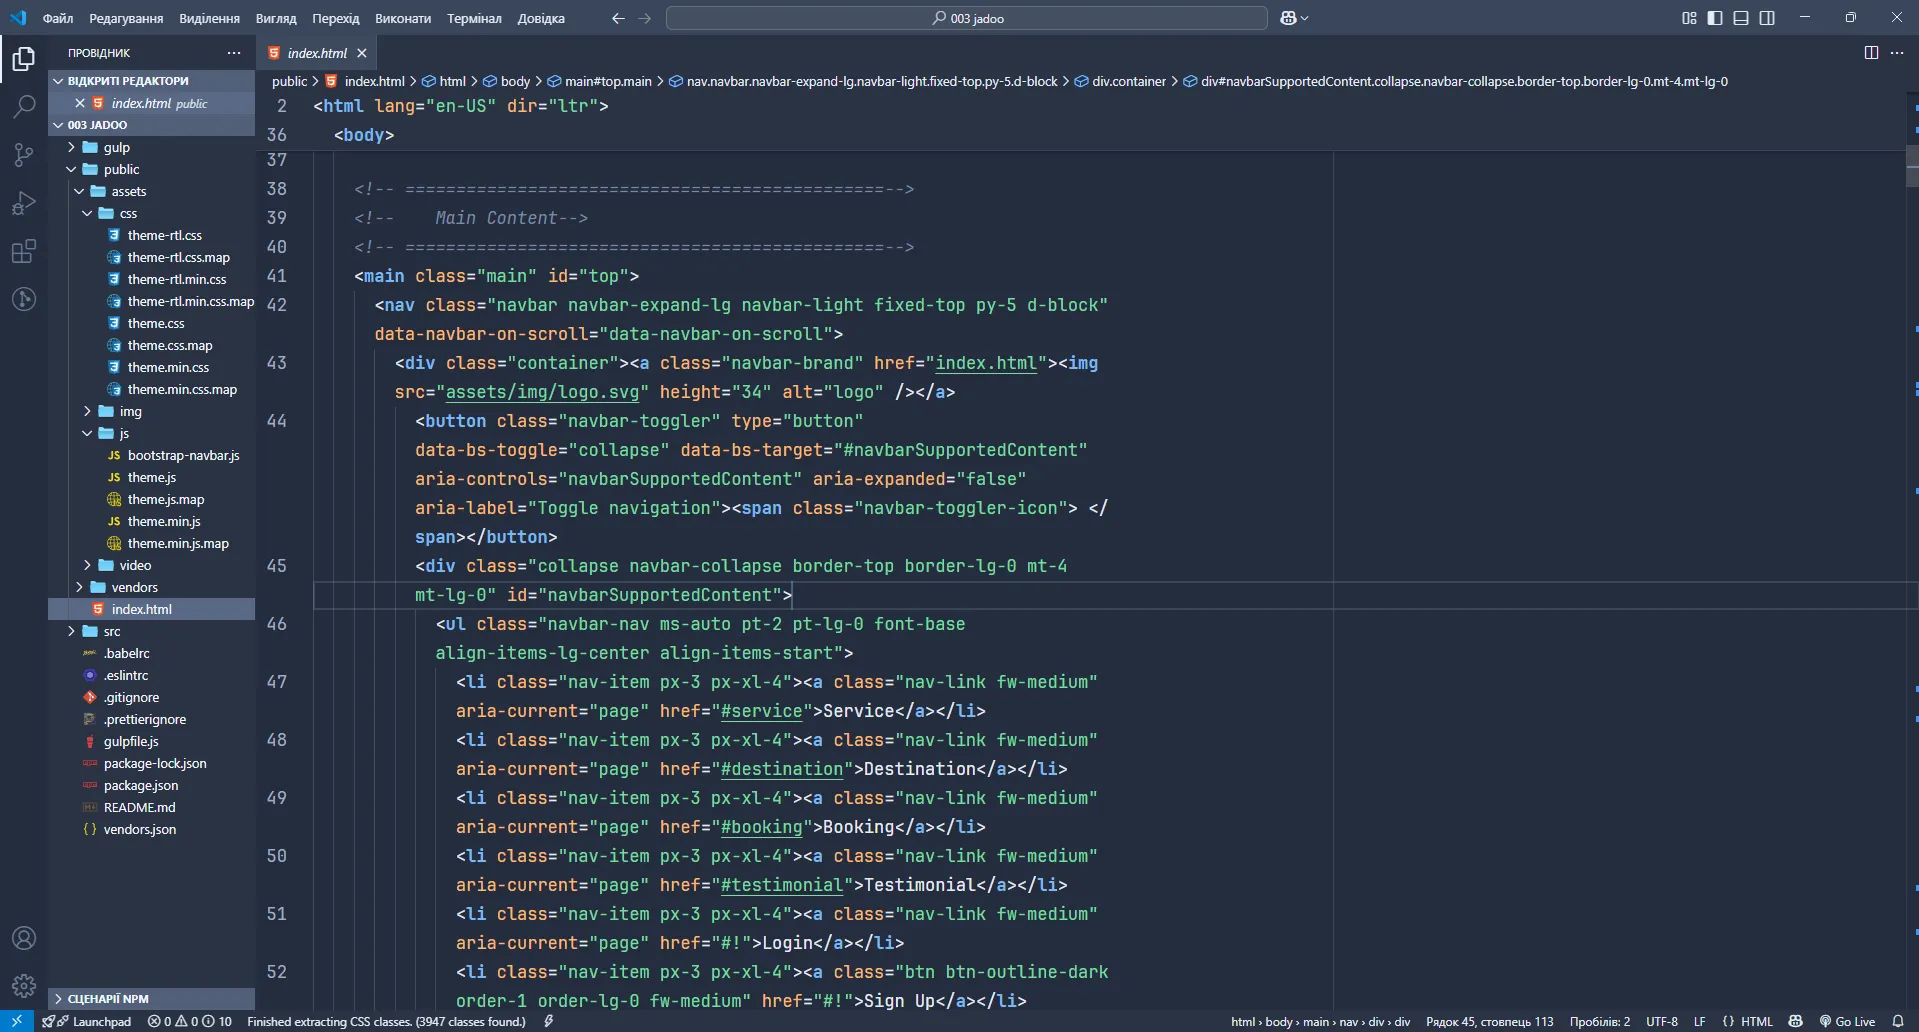 Файл Редагування Виділення Вигляд Перехід Виконати Термінал Довідка
003 jadoo
ПРОВІДНИК
ВІДКРИТІ РЕДАКТОРИ
index.html public
003 JADOO
gulp
public
assets
css
theme-rtl.css
theme-rtl.css.map
theme-rtl.min.css
theme-rtl.min.css.map
theme.css
theme.css.map
theme.min.css
theme.min.css.map
img
js
bootstrap-navbar.js
theme.js
theme.js.map
theme.min.js
theme.min.js.map
video
vendors
index.html
src
.babelrc
.eslintrc
.gitignore
.prettierignore
gulpfile.js
package-lock.json
package.json
README.md
vendors.json
СЦЕНАРІЇ NPM
index.html
public > index.html > html > body > main#top.main > nav.navbar.navbar-expand-lg.navbar-light.fixed-top.py-5.d-block > div.container > div#navbarSupportedContent.collapse.navbar-collapse.border-top.border-lg-0.mt-4.mt-lg-0
2 <html lang="en-US" dir="ltr">
36 <body>
37
38 <!-- ===============================================-->
39 <!--    Main Content-->
40 <!-- ===============================================-->
41 <main class="main" id="top">
42 <nav class="navbar navbar-expand-lg navbar-light fixed-top py-5 d-block"
data-navbar-on-scroll="data-navbar-on-scroll">
43 <div class="container"><a class="navbar-brand" href="index.html"><img
src="assets/img/logo.svg" height="34" alt="logo" /></a>
44 <button class="navbar-toggler" type="button"
data-bs-toggle="collapse" data-bs-target="#navbarSupportedContent"
aria-controls="navbarSupportedContent" aria-expanded="false"
aria-label="Toggle navigation"><span class="navbar-toggler-icon"> </
span></button>
45 <div class="collapse navbar-collapse border-top border-lg-0 mt-4
mt-lg-0" id="navbarSupportedContent">
46 <ul class="navbar-nav ms-auto pt-2 pt-lg-0 font-base
align-items-lg-center align-items-start">
47 <li class="nav-item px-3 px-xl-4"><a class="nav-link fw-medium"
aria-current="page" href="#service">Service</a></li>
48 <li class="nav-item px-3 px-xl-4"><a class="nav-link fw-medium"
aria-current="page" href="#destination">Destination</a></li>
49 <li class="nav-item px-3 px-xl-4"><a class="nav-link fw-medium"
aria-current="page" href="#booking">Booking</a></li>
50 <li class="nav-item px-3 px-xl-4"><a class="nav-link fw-medium"
aria-current="page" href="#testimonial">Testimonial</a></li>
51 <li class="nav-item px-3 px-xl-4"><a class="nav-link fw-medium"
aria-current="page" href="#!">Login</a></li>
52 <li class="nav-item px-3 px-xl-4"><a class="btn btn-outline-dark
order-1 order-lg-0 fw-medium" href="#!">Sign Up</a></li>
Launchpad 0 0 10 Finished extracting CSS classes. (3947 classes found.) html › body › main › nav › div › div Рядок 45, стовпець 113 Пробілів: 2 UTF-8 LF {} HTML Go Live